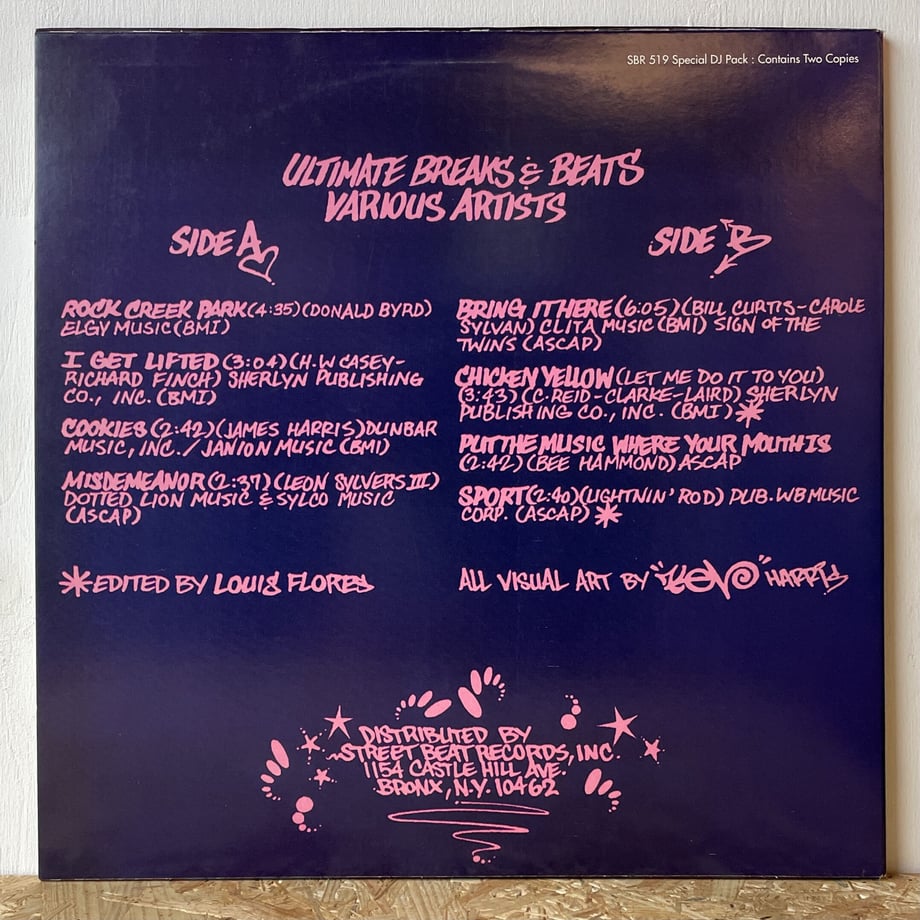 SBR 519 Special DJ Pack : Contains Two Copies
ULTIMATE BREAKS & BEATS
VARIOUS ARTISTS
SIDE A
ROCK CREEK PARK (4:35) (DONALD BYRD)
ELGY MUSIC (BMI)
I GET LIFTED (3:04) (H.W CASEY-
RICHARD FINCH) SHERLYN PUBLISHING
CO., INC. (BMI)
COOKIES (2:42) (JAMES HARRIS) DUNBAR
MUSIC, INC. / JANION MUSIC (BMI)
MISDEMEANOR (2:37) (LEON SYLVERS III)
DOTTED LION MUSIC & SYLCO MUSIC
(ASCAP)
*EDITED BY LOUIS FLORES
SIDE B
BRING IT HERE (6:05) (BILL CURTIS-CAROLE
SYLVAN) CLITA MUSIC (BMI) SIGN OF THE
TWINS (ASCAP)
CHICKEN YELLOW (LET ME DO IT TO YOU)
(3:43) (C. REID-CLARKE-LAIRD) SHERLYN
PUBLISHING CO., INC. (BMI) *
PUT THE MUSIC WHERE YOUR MOUTH IS
(2:42) (BEE HAMMOND) ASCAP
SPORT (2:40) (LIGHTNIN' ROD) PUB. WB MUSIC
CORP. (ASCAP) *
ALL VISUAL ART BY "KEVO" HARRIS
DISTRIBUTED BY
STREET BEAT RECORDS, INC.
1154 CASTLE HILL AVE.
BRONX, N.Y. 10462